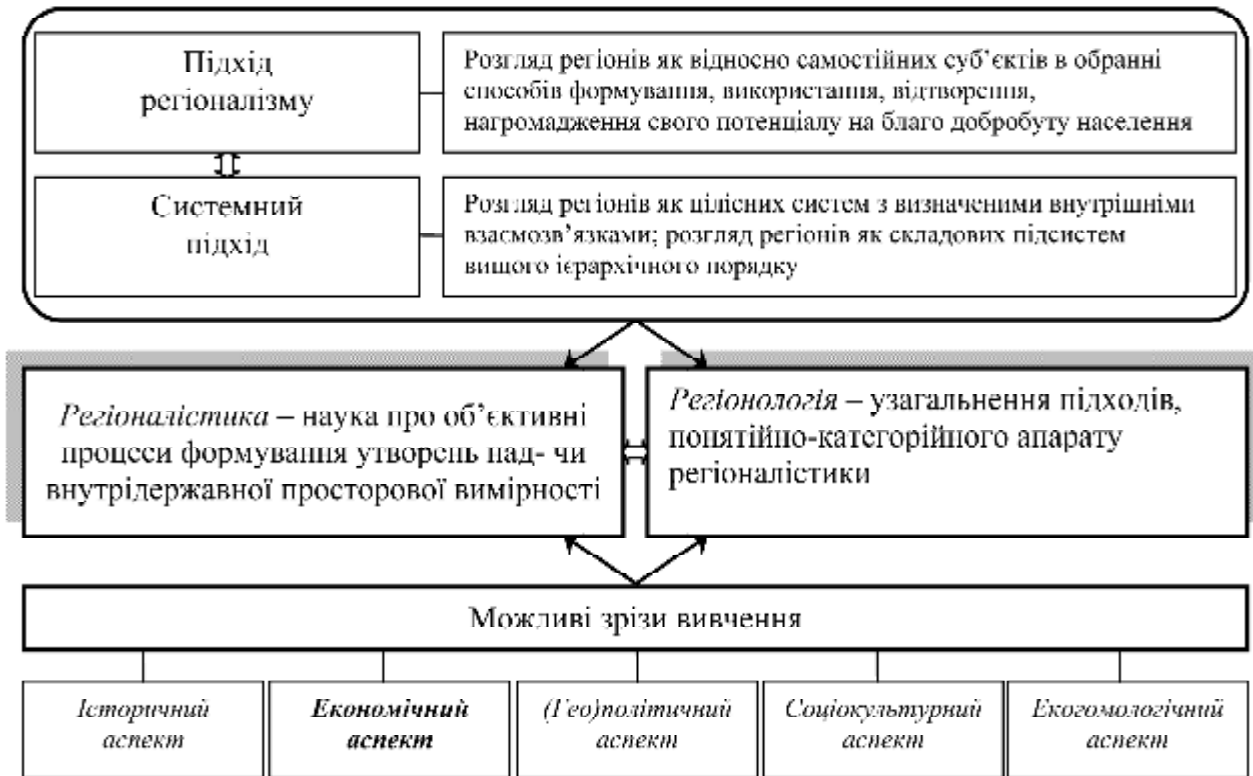 Підхід
регіоналізму
Розгляд регіонів як відносно самостійних суб’єктів в обранні
способів формування, використання, відтворення,
нагромадження свого потенціалу на благо добробуту населення
Системний
підхід
Розгляд регіонів як цілісних систем з визначеними внутрішніми
взаємозв’язками; розгляд регіонів як складових підсистем
вищого ієрархічного порядку
Регіоналістика – наука про об’єктивні
процеси формування утворень над- чи
внутрідержавної просторової вимірності
Регіонологія – узагальнення підходів,
понятійно-категорійного апарату
регіоналістики
Можливі зрізи вивчення
Історичний
аспект
Економічний
аспект
(Гео)політичний
аспект
Соціокультурний
аспект
Екогомологічний
аспект